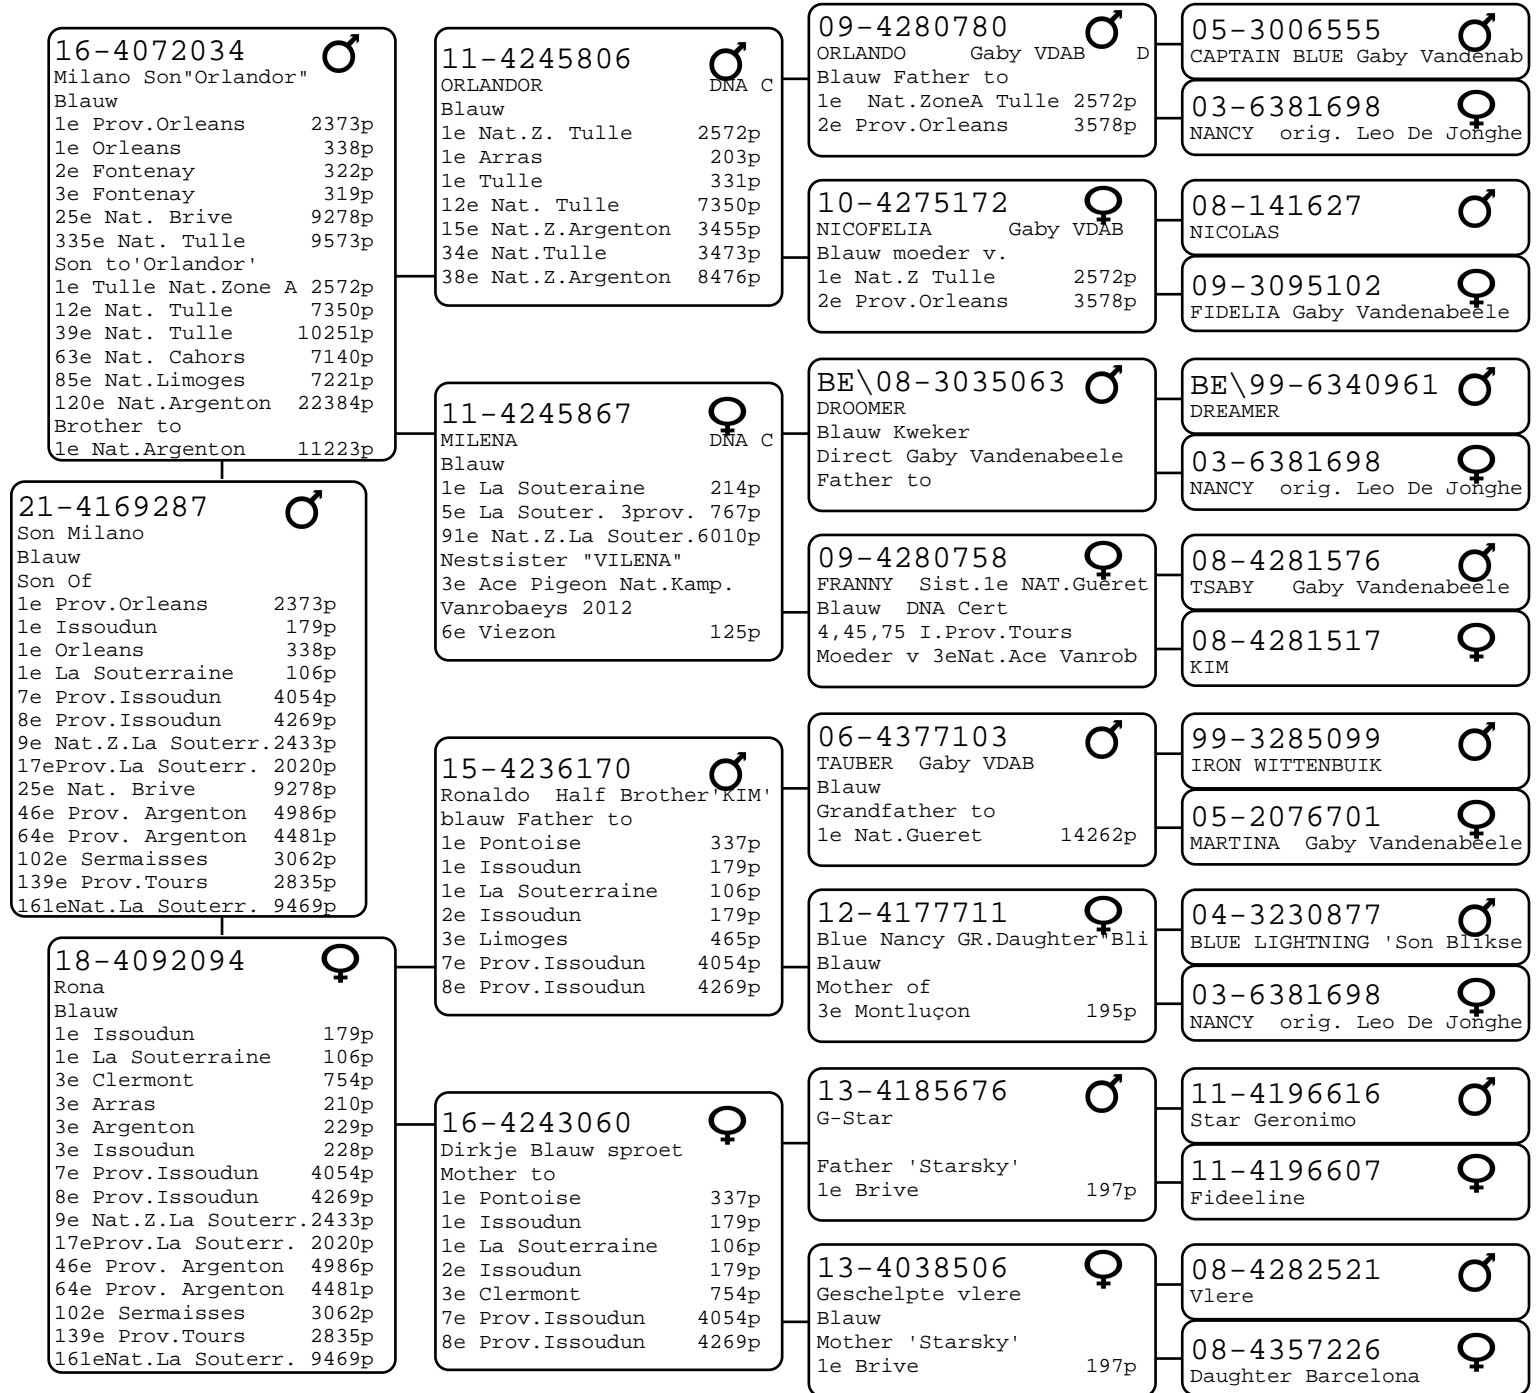 16-4072034
Milano Son"Orlandor"
Blauw
1e Prov.Orleans 2373p
1e Orleans 338p
2e Fontenay 322p
3e Fontenay 319p
25e Nat. Brive 9278p
335e Nat. Tulle 9573p
Son to'Orlandor'
1e Tulle Nat.Zone A 2572p
12e Nat. Tulle 7350p
39e Nat. Tulle 10251p
63e Nat. Cahors 7140p
85e Nat.Limoges 7221p
120e Nat.Argenton 22384p
Brother to
1e Nat.Argenton 11223p
21-4169287
Son Milano
Blauw
Son Of
1e Prov.Orleans 2373p
1e Issoudun 179p
1e Orleans 338p
1e La Souterraine 106p
7e Prov.Issoudun 4054p
8e Prov.Issoudun 4269p
9e Nat.Z.La Souterr.2433p
17eProv.La Souterr. 2020p
25e Nat. Brive 9278p
46e Prov. Argenton 4986p
64e Prov. Argenton 4481p
102e Sermaisses 3062p
139e Prov.Tours 2835p
161eNat.La Souterr. 9469p
18-4092094
Rona
Blauw
1e Issoudun 179p
1e La Souterraine 106p
3e Clermont 754p
3e Arras 210p
3e Argenton 229p
3e Issoudun 228p
7e Prov.Issoudun 4054p
8e Prov.Issoudun 4269p
9e Nat.Z.La Souterr.2433p
17eProv.La Souterr. 2020p
46e Prov. Argenton 4986p
64e Prov. Argenton 4481p
102e Sermaisses 3062p
139e Prov.Tours 2835p
161eNat.La Souterr. 9469p
11-4245806
ORLANDOR DNA C
Blauw
1e Nat.Z. Tulle 2572p
1e Arras 203p
1e Tulle 331p
12e Nat. Tulle 7350p
15e Nat.Z.Argenton 3455p
34e Nat.Tulle 3473p
38e Nat.Z.Argenton 8476p
11-4245867
MILENA DNA C
Blauw
1e La Souteraine 214p
5e La Souter. 3prov. 767p
91e Nat.Z.La Souter.6010p
Nestsister "VILENA"
3e Ace Pigeon Nat.Kamp.
Vanrobaeys 2012
6e Viezon 125p
15-4236170
Ronaldo Half Brother'KIM'
blauw Father to
1e Pontoise 337p
1e Issoudun 179p
1e La Souterraine 106p
2e Issoudun 179p
3e Limoges 465p
7e Prov.Issoudun 4054p
8e Prov.Issoudun 4269p
16-4243060
Dirkje Blauw sproet
Mother to
1e Pontoise 337p
1e Issoudun 179p
1e La Souterraine 106p
2e Issoudun 179p
3e Clermont 754p
7e Prov.Issoudun 4054p
8e Prov.Issoudun 4269p
09-4280780
ORLANDO Gaby VDAB D
Blauw Father to
1e Nat.ZoneA Tulle 2572p
2e Prov.Orleans 3578p
10-4275172
NICOFELIA Gaby VDAB
Blauw moeder v.
1e Nat.Z Tulle 2572p
2e Prov.Orleans 3578p
BE\08-3035063
DROOMER
Blauw Kweker
Direct Gaby Vandenabeele
Father to
09-4280758
FRANNY Sist.1e NAT.Gueret
Blauw DNA Cert
4,45,75 I.Prov.Tours
Moeder v 3eNat.Ace Vanrob
06-4377103
TAUBER Gaby VDAB
Blauw
Grandfather to
1e Nat.Gueret 14262p
12-4177711
Blue Nancy GR.Daughter"Bli
Blauw
Mother of
3e Montluçon 195p
13-4185676
G-Star
Father 'Starsky'
1e Brive 197p
13-4038506
Geschelpte vlere
Blauw
Mother 'Starsky'
1e Brive 197p
05-3006555
CAPTAIN BLUE Gaby Vandenab
03-6381698
NANCY orig. Leo De Jonghe
08-141627
NICOLAS
09-3095102
FIDELIA Gaby Vandenabeele
BE\99-6340961
DREAMER
03-6381698
NANCY orig. Leo De Jonghe
08-4281576
TSABY Gaby Vandenabeele
08-4281517
KIM
99-3285099
IRON WITTENBUIK
05-2076701
MARTINA Gaby Vandenabeele
04-3230877
BLUE LIGHTNING 'Son Blikse
03-6381698
NANCY orig. Leo De Jonghe
11-4196616
Star Geronimo
11-4196607
Fideeline
08-4282521
Vlere
08-4357226
Daughter Barcelona